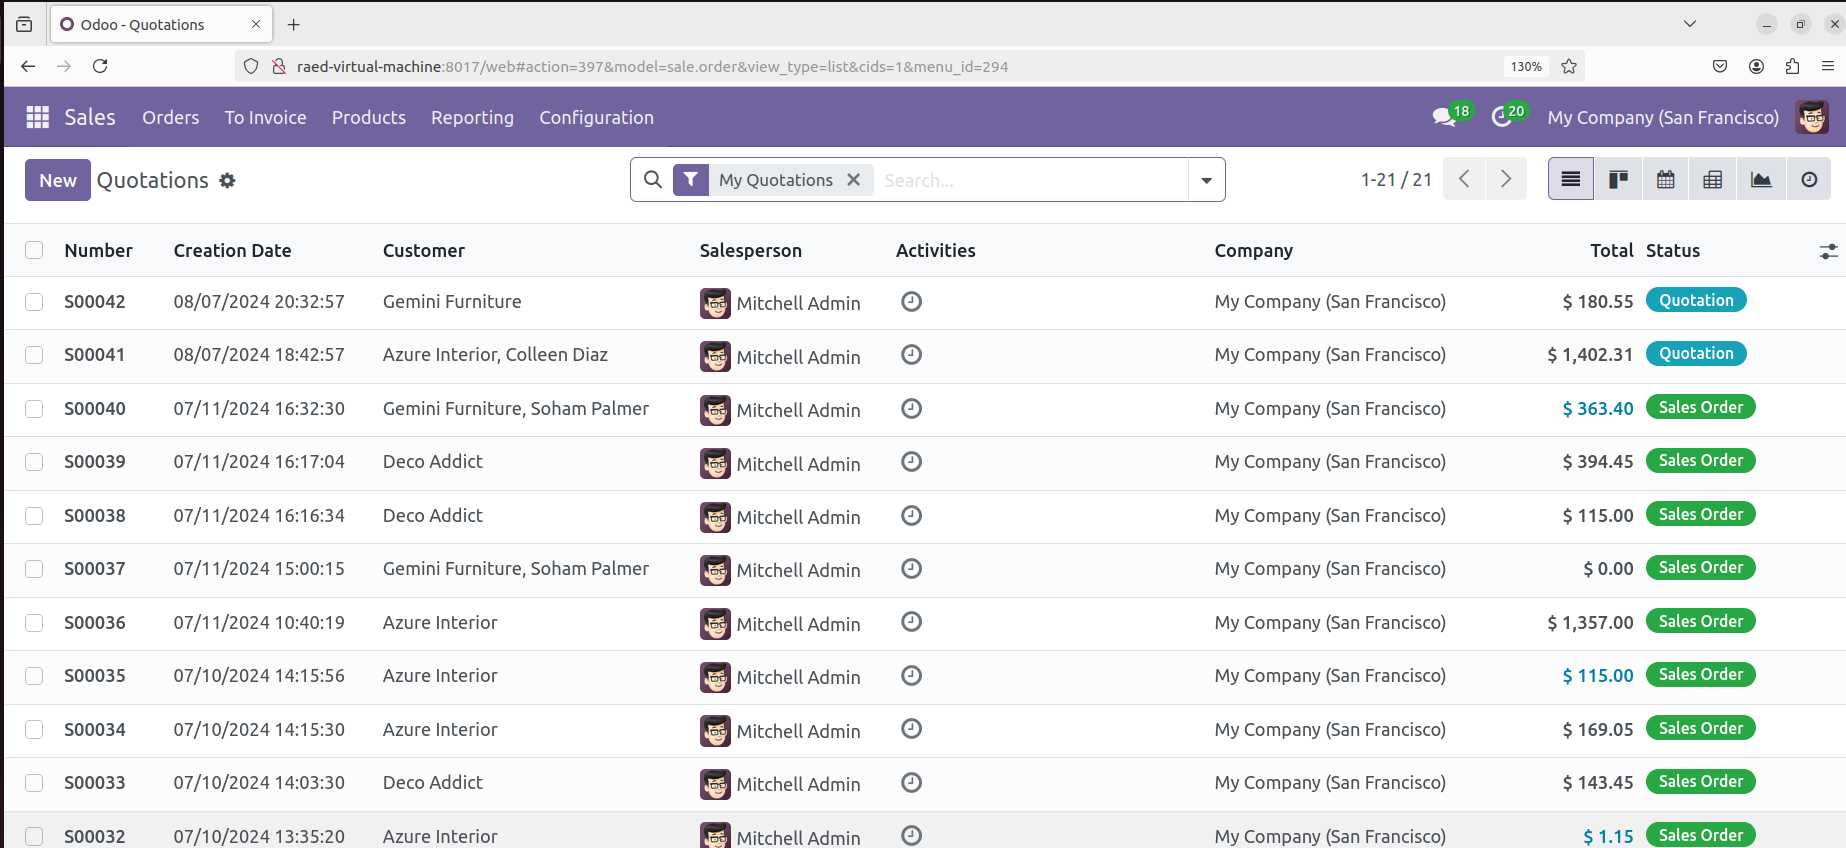 Odoo - Quotations
raed-virtual-machine:8017/web#action=397&model=sale.order&view_type=list&cids=1&menu_id=294
130%
Sales Orders To Invoice Products Reporting Configuration 18 20 My Company (San Francisco)
New Quotations My Quotations Search... 1-21 / 21
Number Creation Date Customer Salesperson Activities Company Total Status
S00042 08/07/2024 20:32:57 Gemini Furniture Mitchell Admin My Company (San Francisco) $ 180.55 Quotation
S00041 08/07/2024 18:42:57 Azure Interior, Colleen Diaz Mitchell Admin My Company (San Francisco) $ 1,402.31 Quotation
S00040 07/11/2024 16:32:30 Gemini Furniture, Soham Palmer Mitchell Admin My Company (San Francisco) $ 363.40 Sales Order
S00039 07/11/2024 16:17:04 Deco Addict Mitchell Admin My Company (San Francisco) $ 394.45 Sales Order
S00038 07/11/2024 16:16:34 Deco Addict Mitchell Admin My Company (San Francisco) $ 115.00 Sales Order
S00037 07/11/2024 15:00:15 Gemini Furniture, Soham Palmer Mitchell Admin My Company (San Francisco) $ 0.00 Sales Order
S00036 07/11/2024 10:40:19 Azure Interior Mitchell Admin My Company (San Francisco) $ 1,357.00 Sales Order
S00035 07/10/2024 14:15:56 Azure Interior Mitchell Admin My Company (San Francisco) $ 115.00 Sales Order
S00034 07/10/2024 14:15:30 Azure Interior Mitchell Admin My Company (San Francisco) $ 169.05 Sales Order
S00033 07/10/2024 14:03:30 Deco Addict Mitchell Admin My Company (San Francisco) $ 143.45 Sales Order
S00032 07/10/2024 13:35:20 Azure Interior Mitchell Admin My Company (San Francisco) $ 1.15 Sales Order